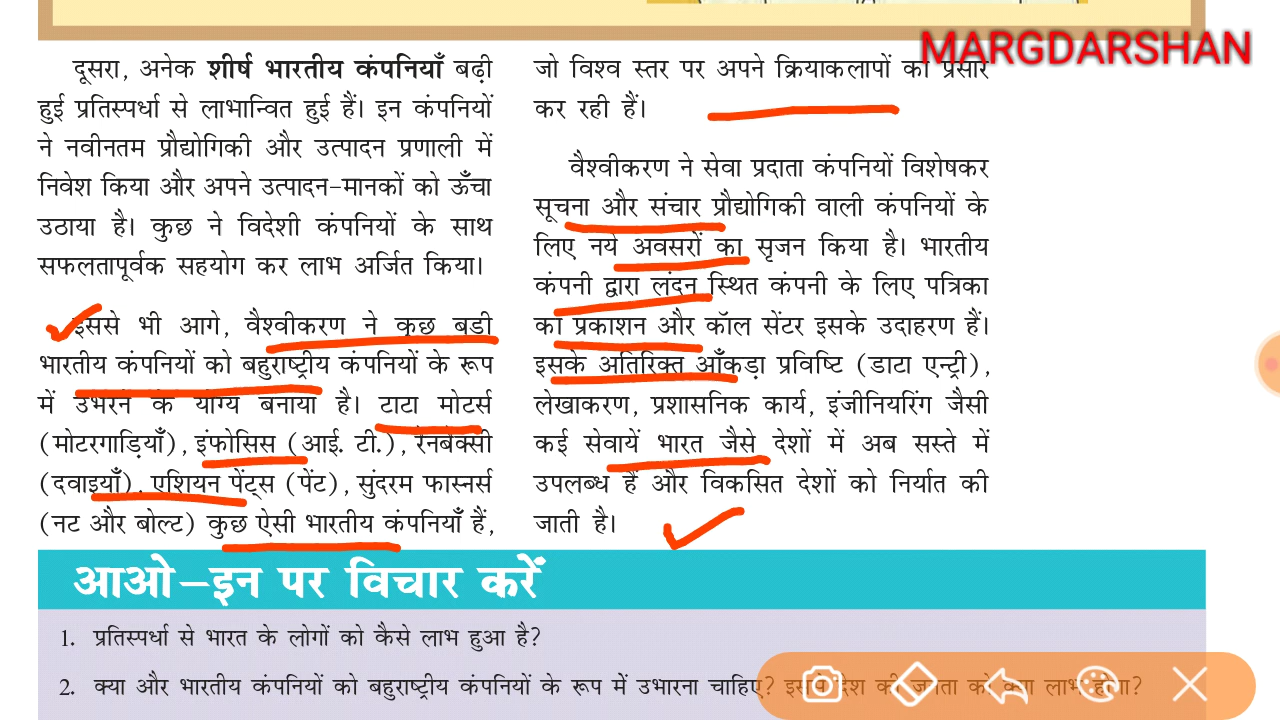 MARGDARSHAN
दूसरा, अनेक शीर्ष भारतीय कंपनियाँ बढ़ी
हुई प्रतिस्पर्धा से लाभान्वित हुई हैं। इन कंपनियों
ने नवीनतम प्रौद्योगिकी और उत्पादन प्रणाली में
निवेश किया और अपने उत्पादन-मानकों को ऊँचा
उठाया है। कुछ ने विदेशी कंपनियों के साथ
सफलतापूर्वक सहयोग कर लाभ अर्जित किया।
इससे भी आगे, वैश्वीकरण ने कुछ बड़ी
भारतीय कंपनियों को बहुराष्ट्रीय कंपनियों के रूप
में उभरने के योग्य बनाया है। टाटा मोटर्स
(मोटरगाड़ियाँ), इंफोसिस (आई. टी.), रैनबैक्सी
(दवाइयाँ), एशियन पेंट्स (पेंट), सुंदरम फास्नर्स
(नट और बोल्ट) कुछ ऐसी भारतीय कंपनियाँ हैं,
जो विश्व स्तर पर अपने क्रियाकलापों का प्रसार
कर रही हैं।
वैश्वीकरण ने सेवा प्रदाता कंपनियों विशेषकर
सूचना और संचार प्रौद्योगिकी वाली कंपनियों के
लिए नये अवसरों का सृजन किया है। भारतीय
कंपनी द्वारा लंदन स्थित कंपनी के लिए पत्रिका
का प्रकाशन और कॉल सेंटर इसके उदाहरण हैं।
इसके अतिरिक्त आँकड़ा प्रविष्टि (डाटा एन्ट्री),
लेखाकरण, प्रशासनिक कार्य, इंजीनियरिंग जैसी
कई सेवायें भारत जैसे देशों में अब सस्ते में
उपलब्ध हैं और विकसित देशों को निर्यात की
जाती है।
आओ–इन पर विचार करें
1. प्रतिस्पर्धा से भारत के लोगों को कैसे लाभ हुआ है?
2. क्या और भारतीय कंपनियों को बहुराष्ट्रीय कंपनियों के रूप में उभारना चाहिए? इससे देश की जनता को क्या लाभ होगा?